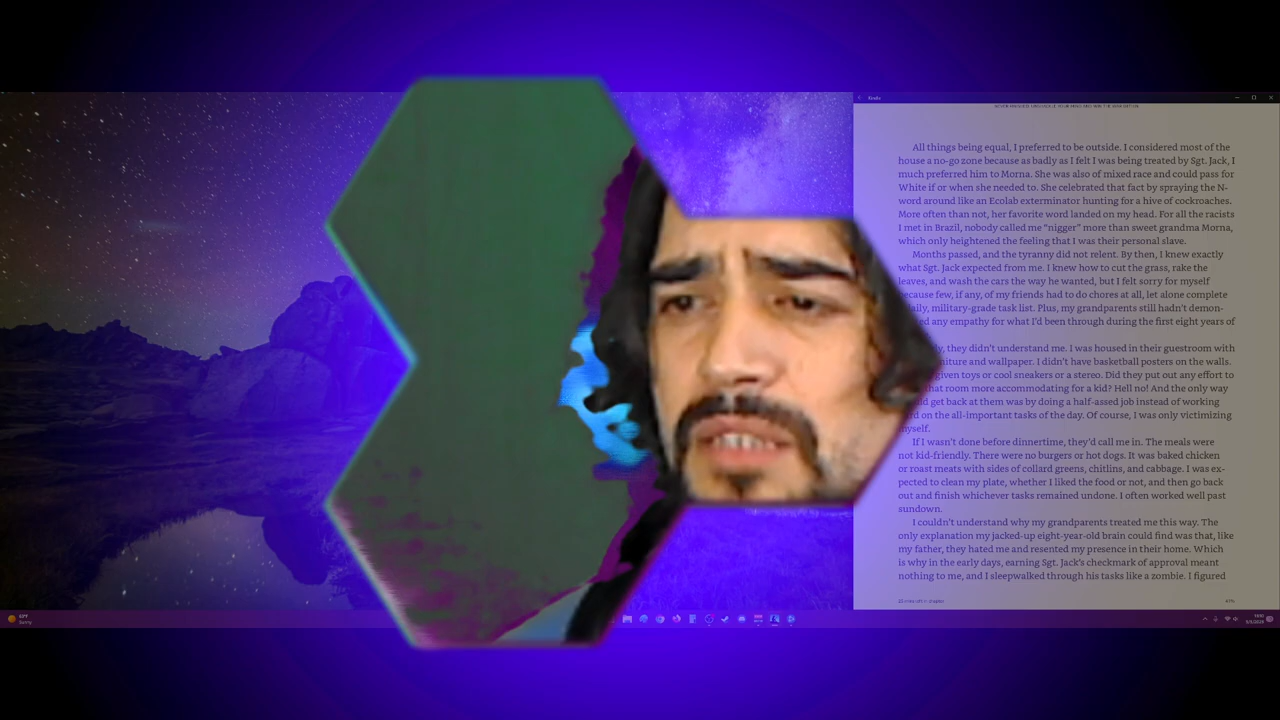 Kindle
All things being equal, I preferred to be outside. I considered most of the
house a no-go zone because as badly as I felt I was being treated by Sgt. Jack, I
much preferred him to Morna. She was also of mixed race and could pass for
White if or when she needed to. She celebrated that fact by spraying the N-
word around like an Ecolab exterminator hunting for a hive of cockroaches.
More often than not, her favorite word landed on my head. For all the racists
I met in Brazil, nobody called me “nigger” more than sweet grandma Morna,
which only heightened the feeling that I was their personal slave.
Months passed, and the tyranny did not relent. By then, I knew exactly
what Sgt. Jack expected from me. I knew how to cut the grass, rake the
leaves, and wash the cars the way he wanted, but I felt sorry for myself
because few, if any, of my friends had to do chores at all, let alone complete
daily, military-grade task list. Plus, my grandparents still hadn’t demon-
any empathy for what I’d been through during the first eight years of
they didn’t understand me. I was housed in their guestroom with
and wallpaper. I didn’t have basketball posters on the walls.
given toys or cool sneakers or a stereo. Did they put out any effort to
that room more accommodating for a kid? Hell no! And the only way
get back at them was by doing a half-assed job instead of working
on the all-important tasks of the day. Of course, I was only victimizing
myself.
If I wasn’t done before dinnertime, they’d call me in. The meals were
not kid-friendly. There were no burgers or hot dogs. It was baked chicken
or roast meats with sides of collard greens, chitlins, and cabbage. I was ex-
pected to clean my plate, whether I liked the food or not, and then go back
out and finish whichever tasks remained undone. I often worked well past
sundown.
I couldn’t understand why my grandparents treated me this way. The
only explanation my jacked-up eight-year-old brain could find was that, like
my father, they hated me and resented my presence in their home. Which
is why in the early days, earning Sgt. Jack’s checkmark of approval meant
nothing to me, and I sleepwalked through his tasks like a zombie. I figured
Sunny